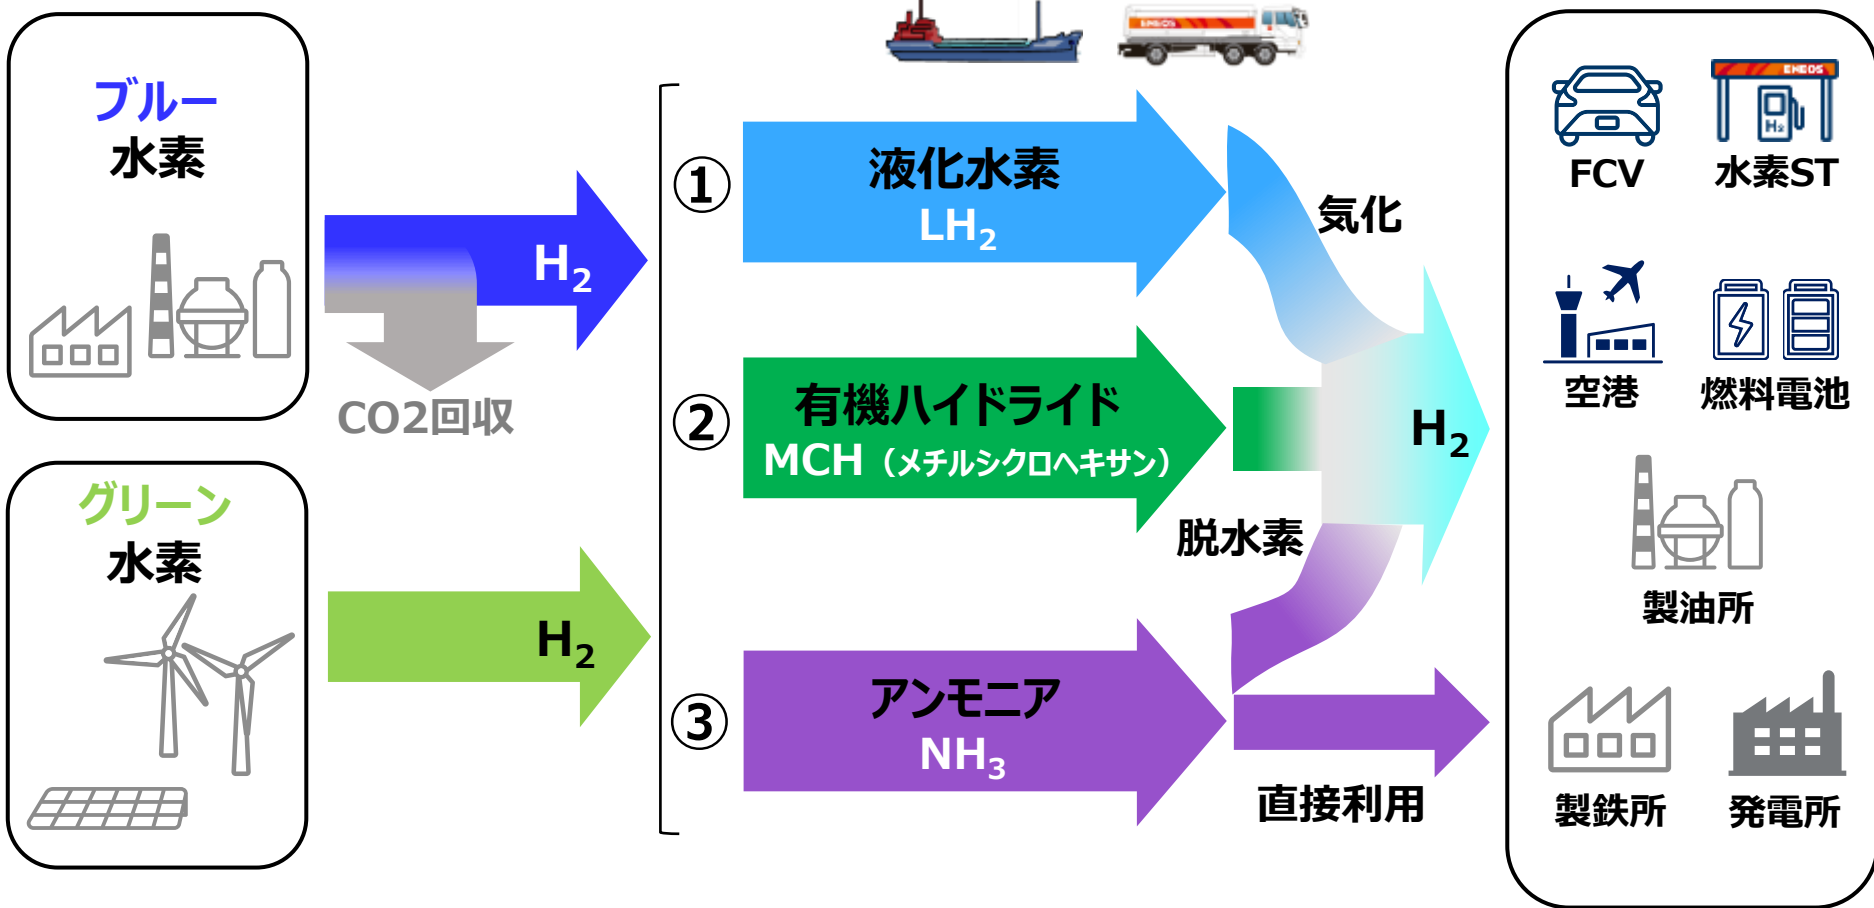 ENEOS
ブルー
水素
H₂
CO2回収
グリーン
水素
H₂
①
液化水素
LH₂
②
有機ハイドライド
MCH（メチルシクロヘキサン）
③
アンモニア
NH₃
気化
脱水素
H₂
直接利用
ENEOS
H₂
FCV
水素ST
空港
燃料電池
製油所
製鉄所
発電所